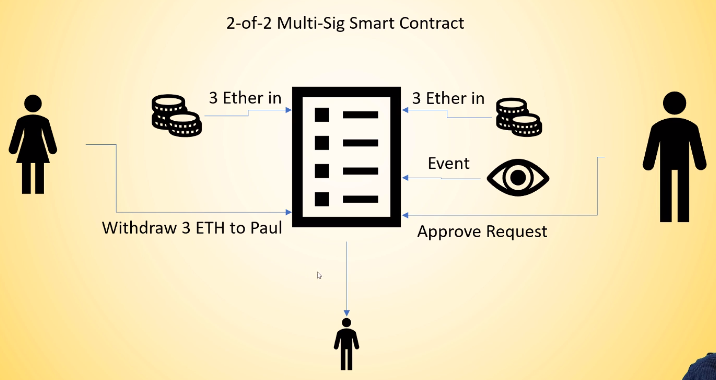 2-of-2 Multi-Sig Smart Contract
3 Ether in
3 Ether in
Event
Withdraw 3 ETH to Paul
Approve Request